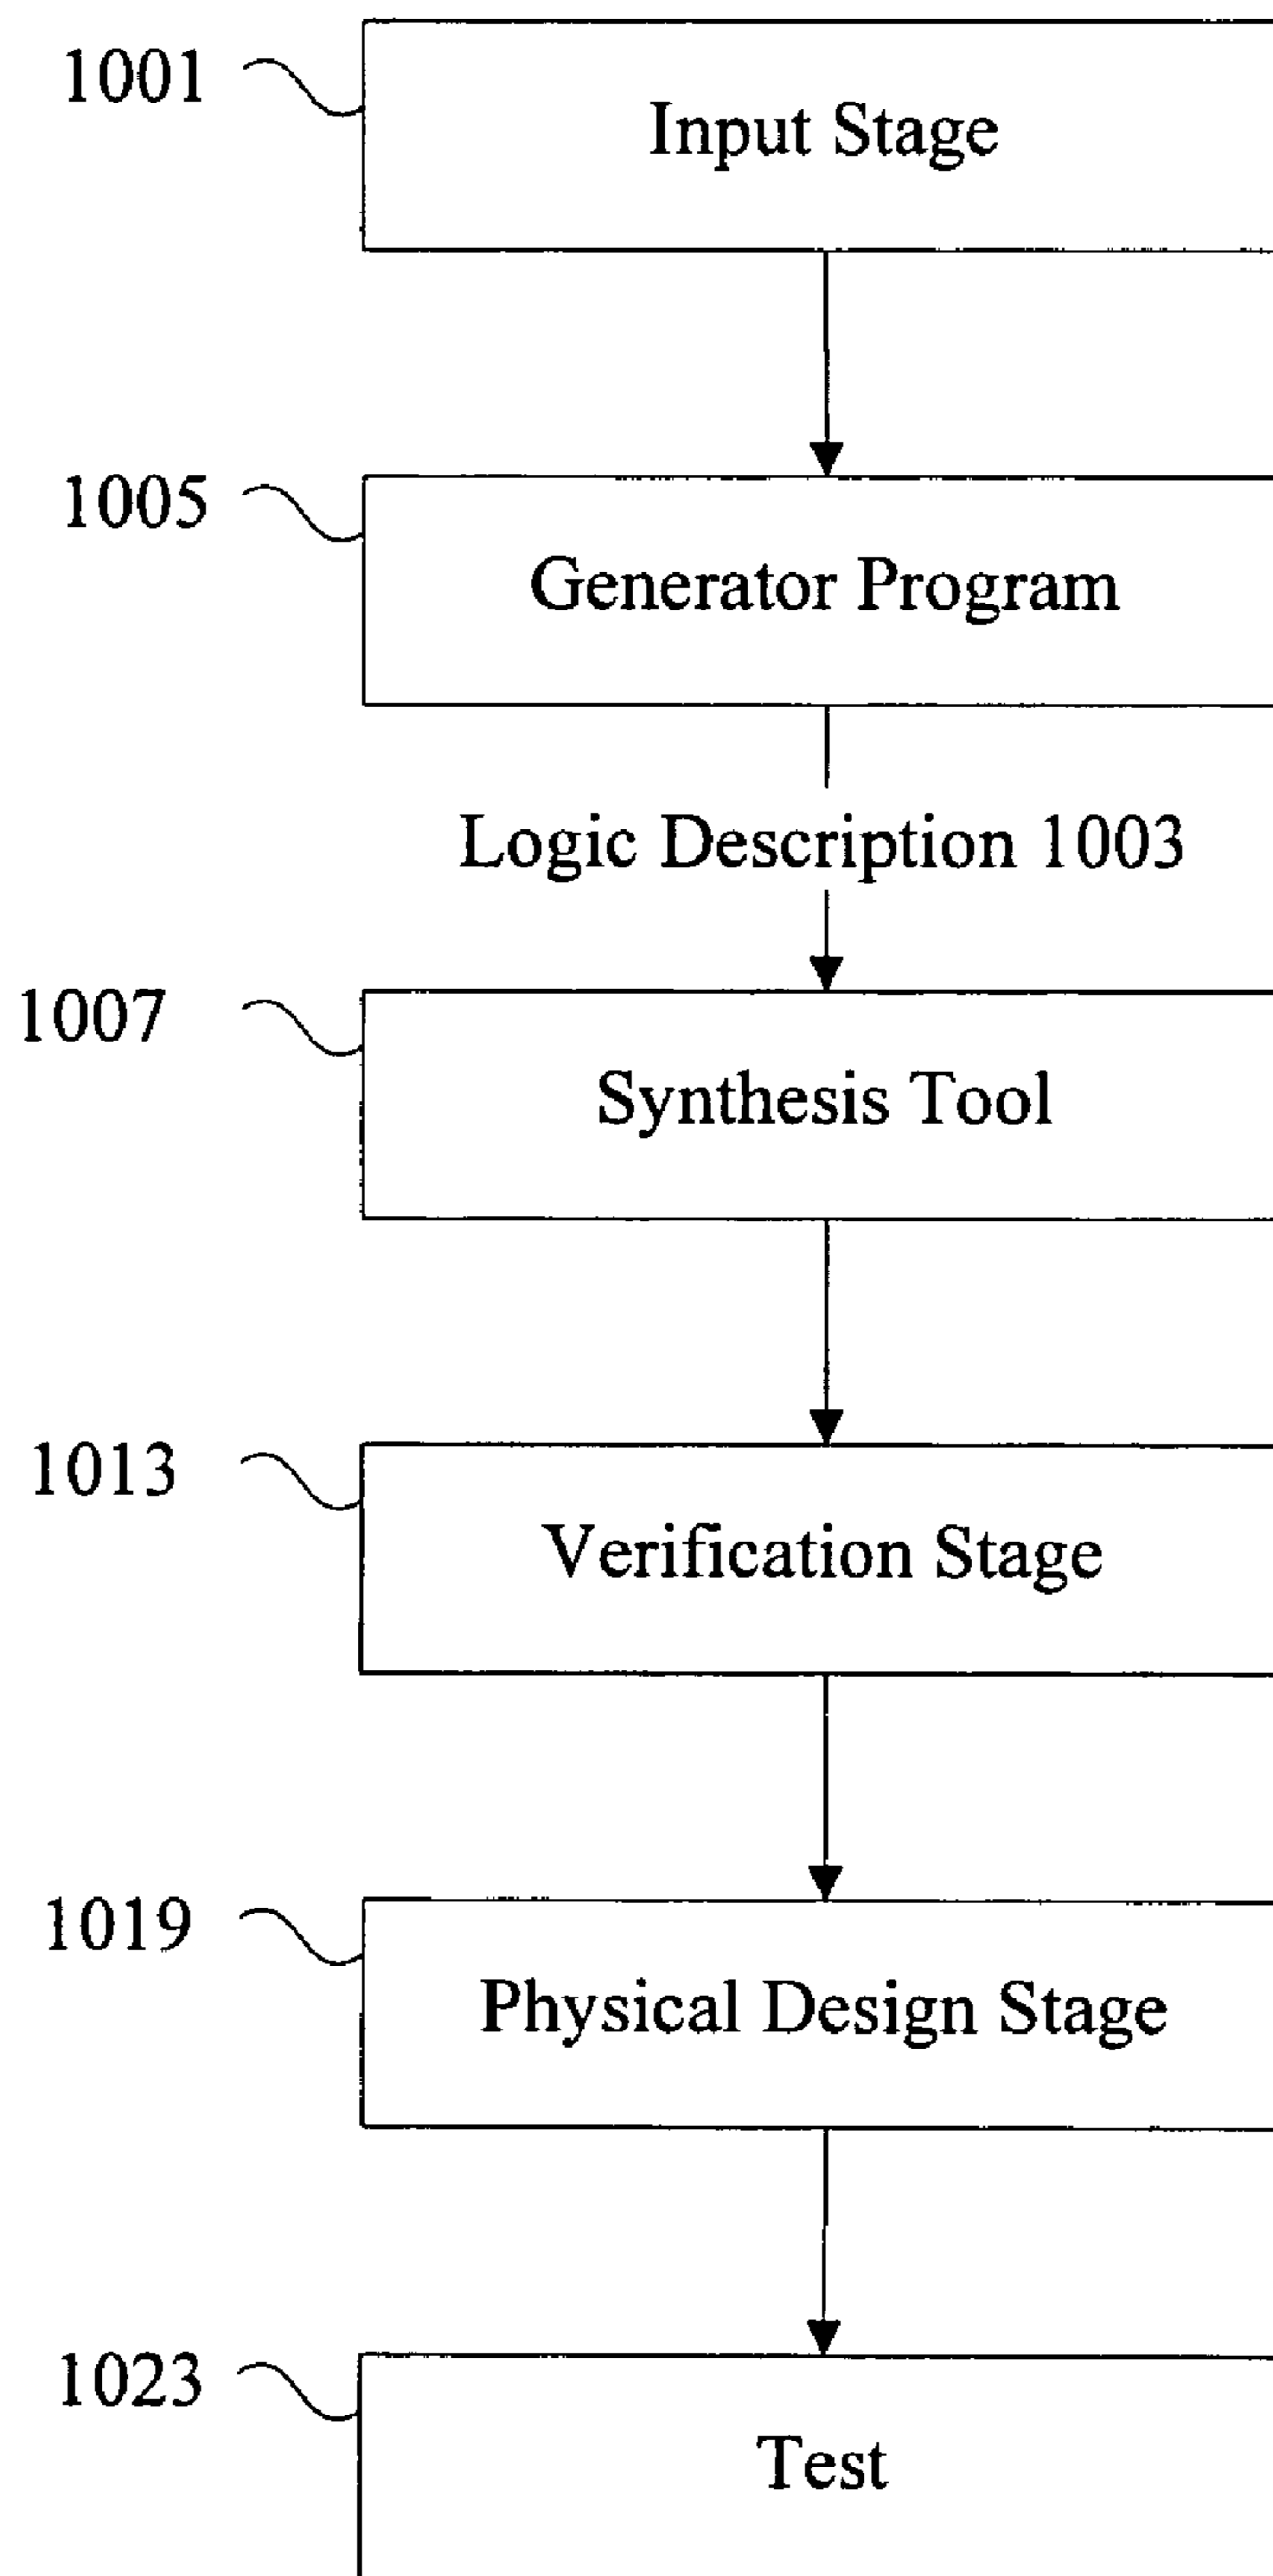 1001
Input Stage
1005
Generator Program
Logic Description 1003
1007
Synthesis Tool
1013
Verification Stage
1019
Physical Design Stage
1023
Test